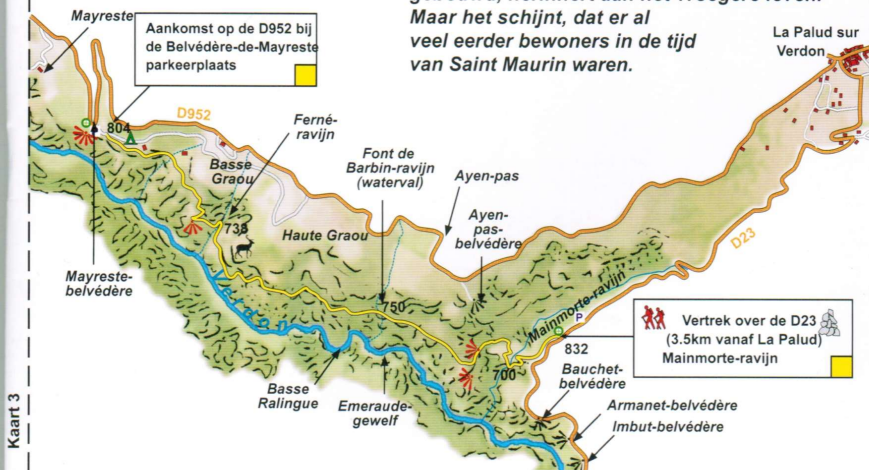 Maar het schijnt, dat er al
veel eerder bewoners in de tijd
van Saint Maurin waren.
Mayreste
Aankomst op de D952 bij
de Belvédère-de-Mayreste
parkeerplaats
La Palud sur
Verdon
D952
804
Ferné-
ravijn
Basse
Graou
Font de
Barbin-ravijn
(waterval)
Ayen-pas
Ayen-
pas-
belvédère
738
Haute Graou
D23
Mayreste-
belvédère
Verdon
750
Mainmorte-ravijn
P
Vertrek over de D23
(3.5km vanaf La Palud)
Mainmorte-ravijn
832
700
Bauchet-
belvédère
Basse
Ralingue
Emeraude-
gewelf
Armanet-belvédère
Imbut-belvédère
Kaart 3